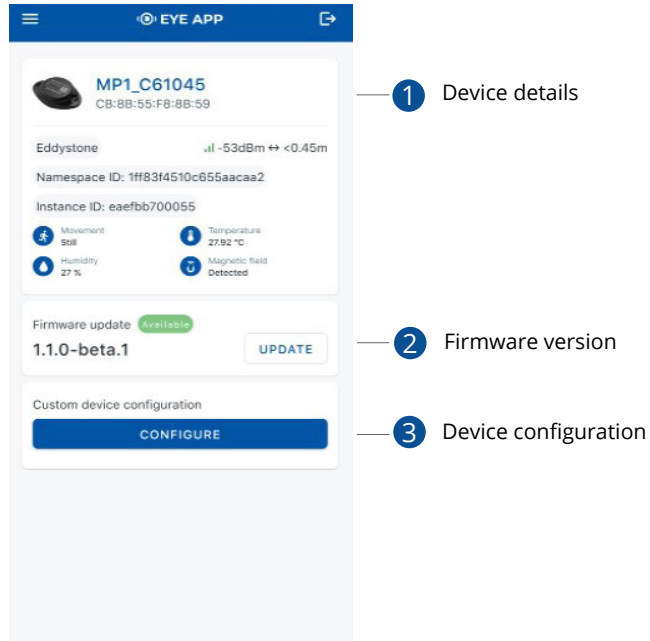 EYE APP
MP1_C61045
CB:8B:55:F8:8B:59
1 Device details
Eddystone -53dBm ↔ <0.45m
Namespace ID: 1ff83f4510c655aacaa2
Instance ID: eaefbb700055
Movement Temperature
Still 27.92 °C
Humidity Magnetic field
27 % Detected
Firmware update Available
1.1.0-beta.1 UPDATE
2 Firmware version
Custom device configuration
CONFIGURE
3 Device configuration